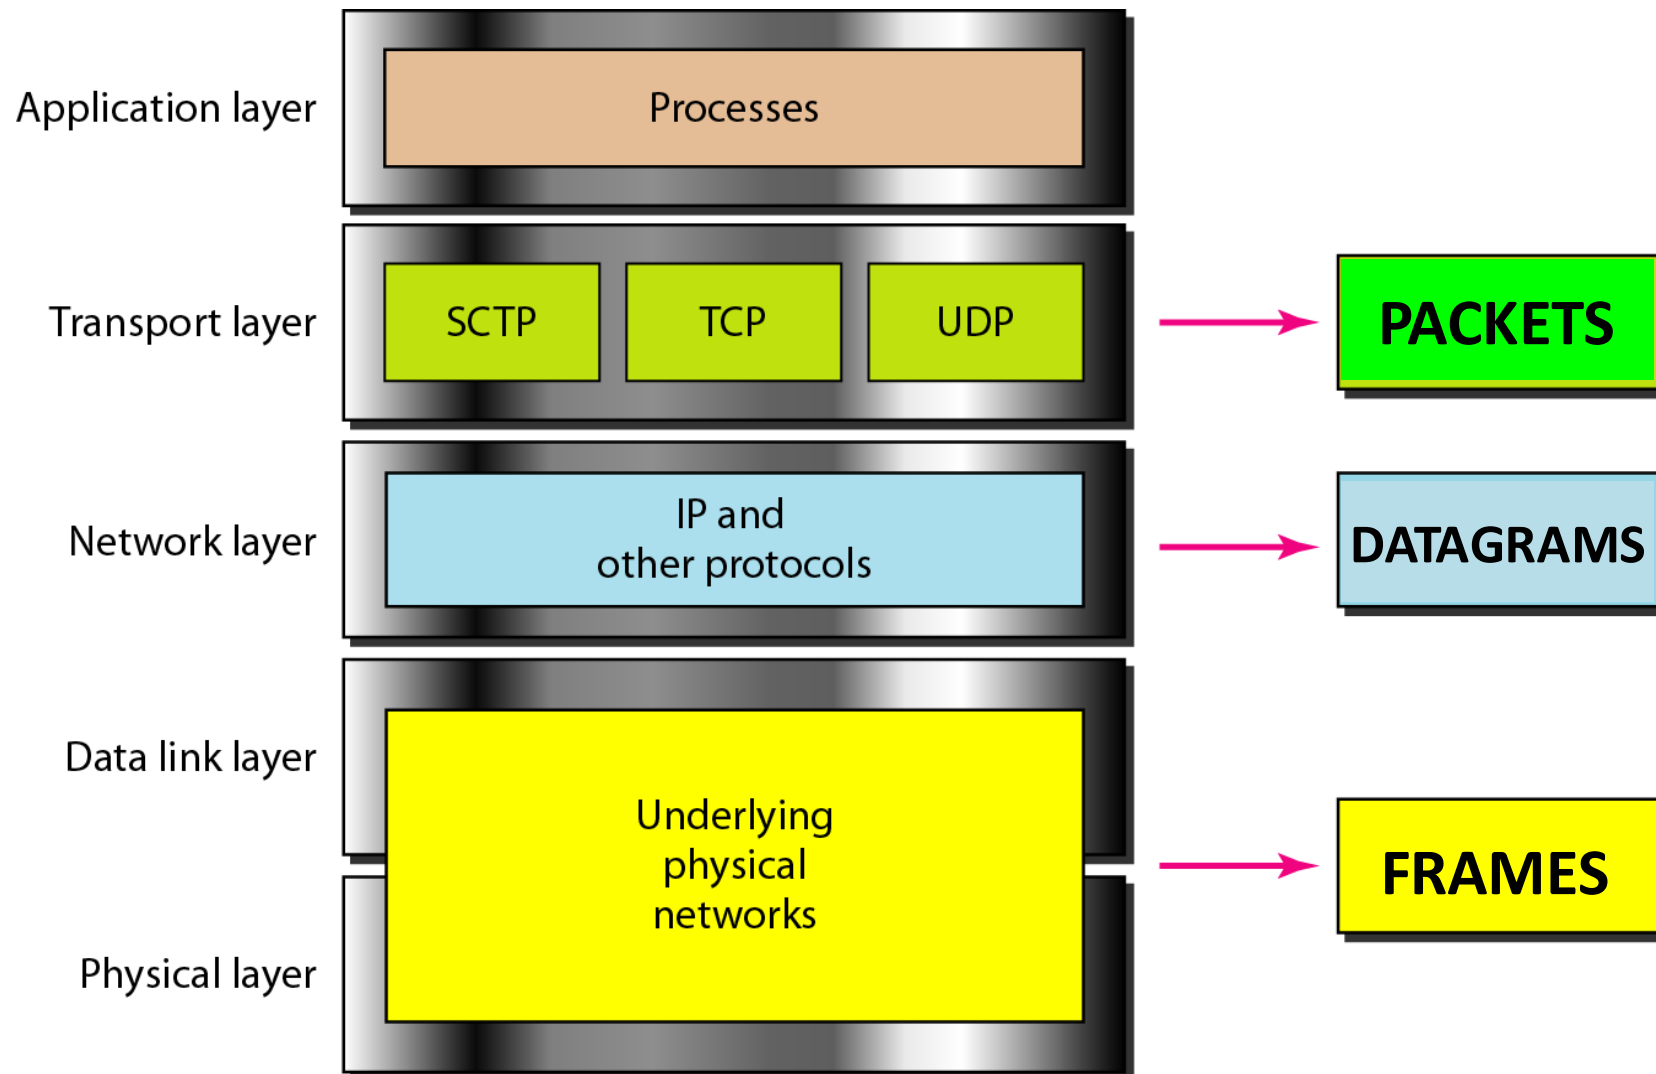 Application layer
Processes
Transport layer
SCTP
TCP
UDP
PACKETS
Network layer
IP and
other protocols
DATAGRAMS
Data link layer
Underlying
physical
networks
FRAMES
Physical layer